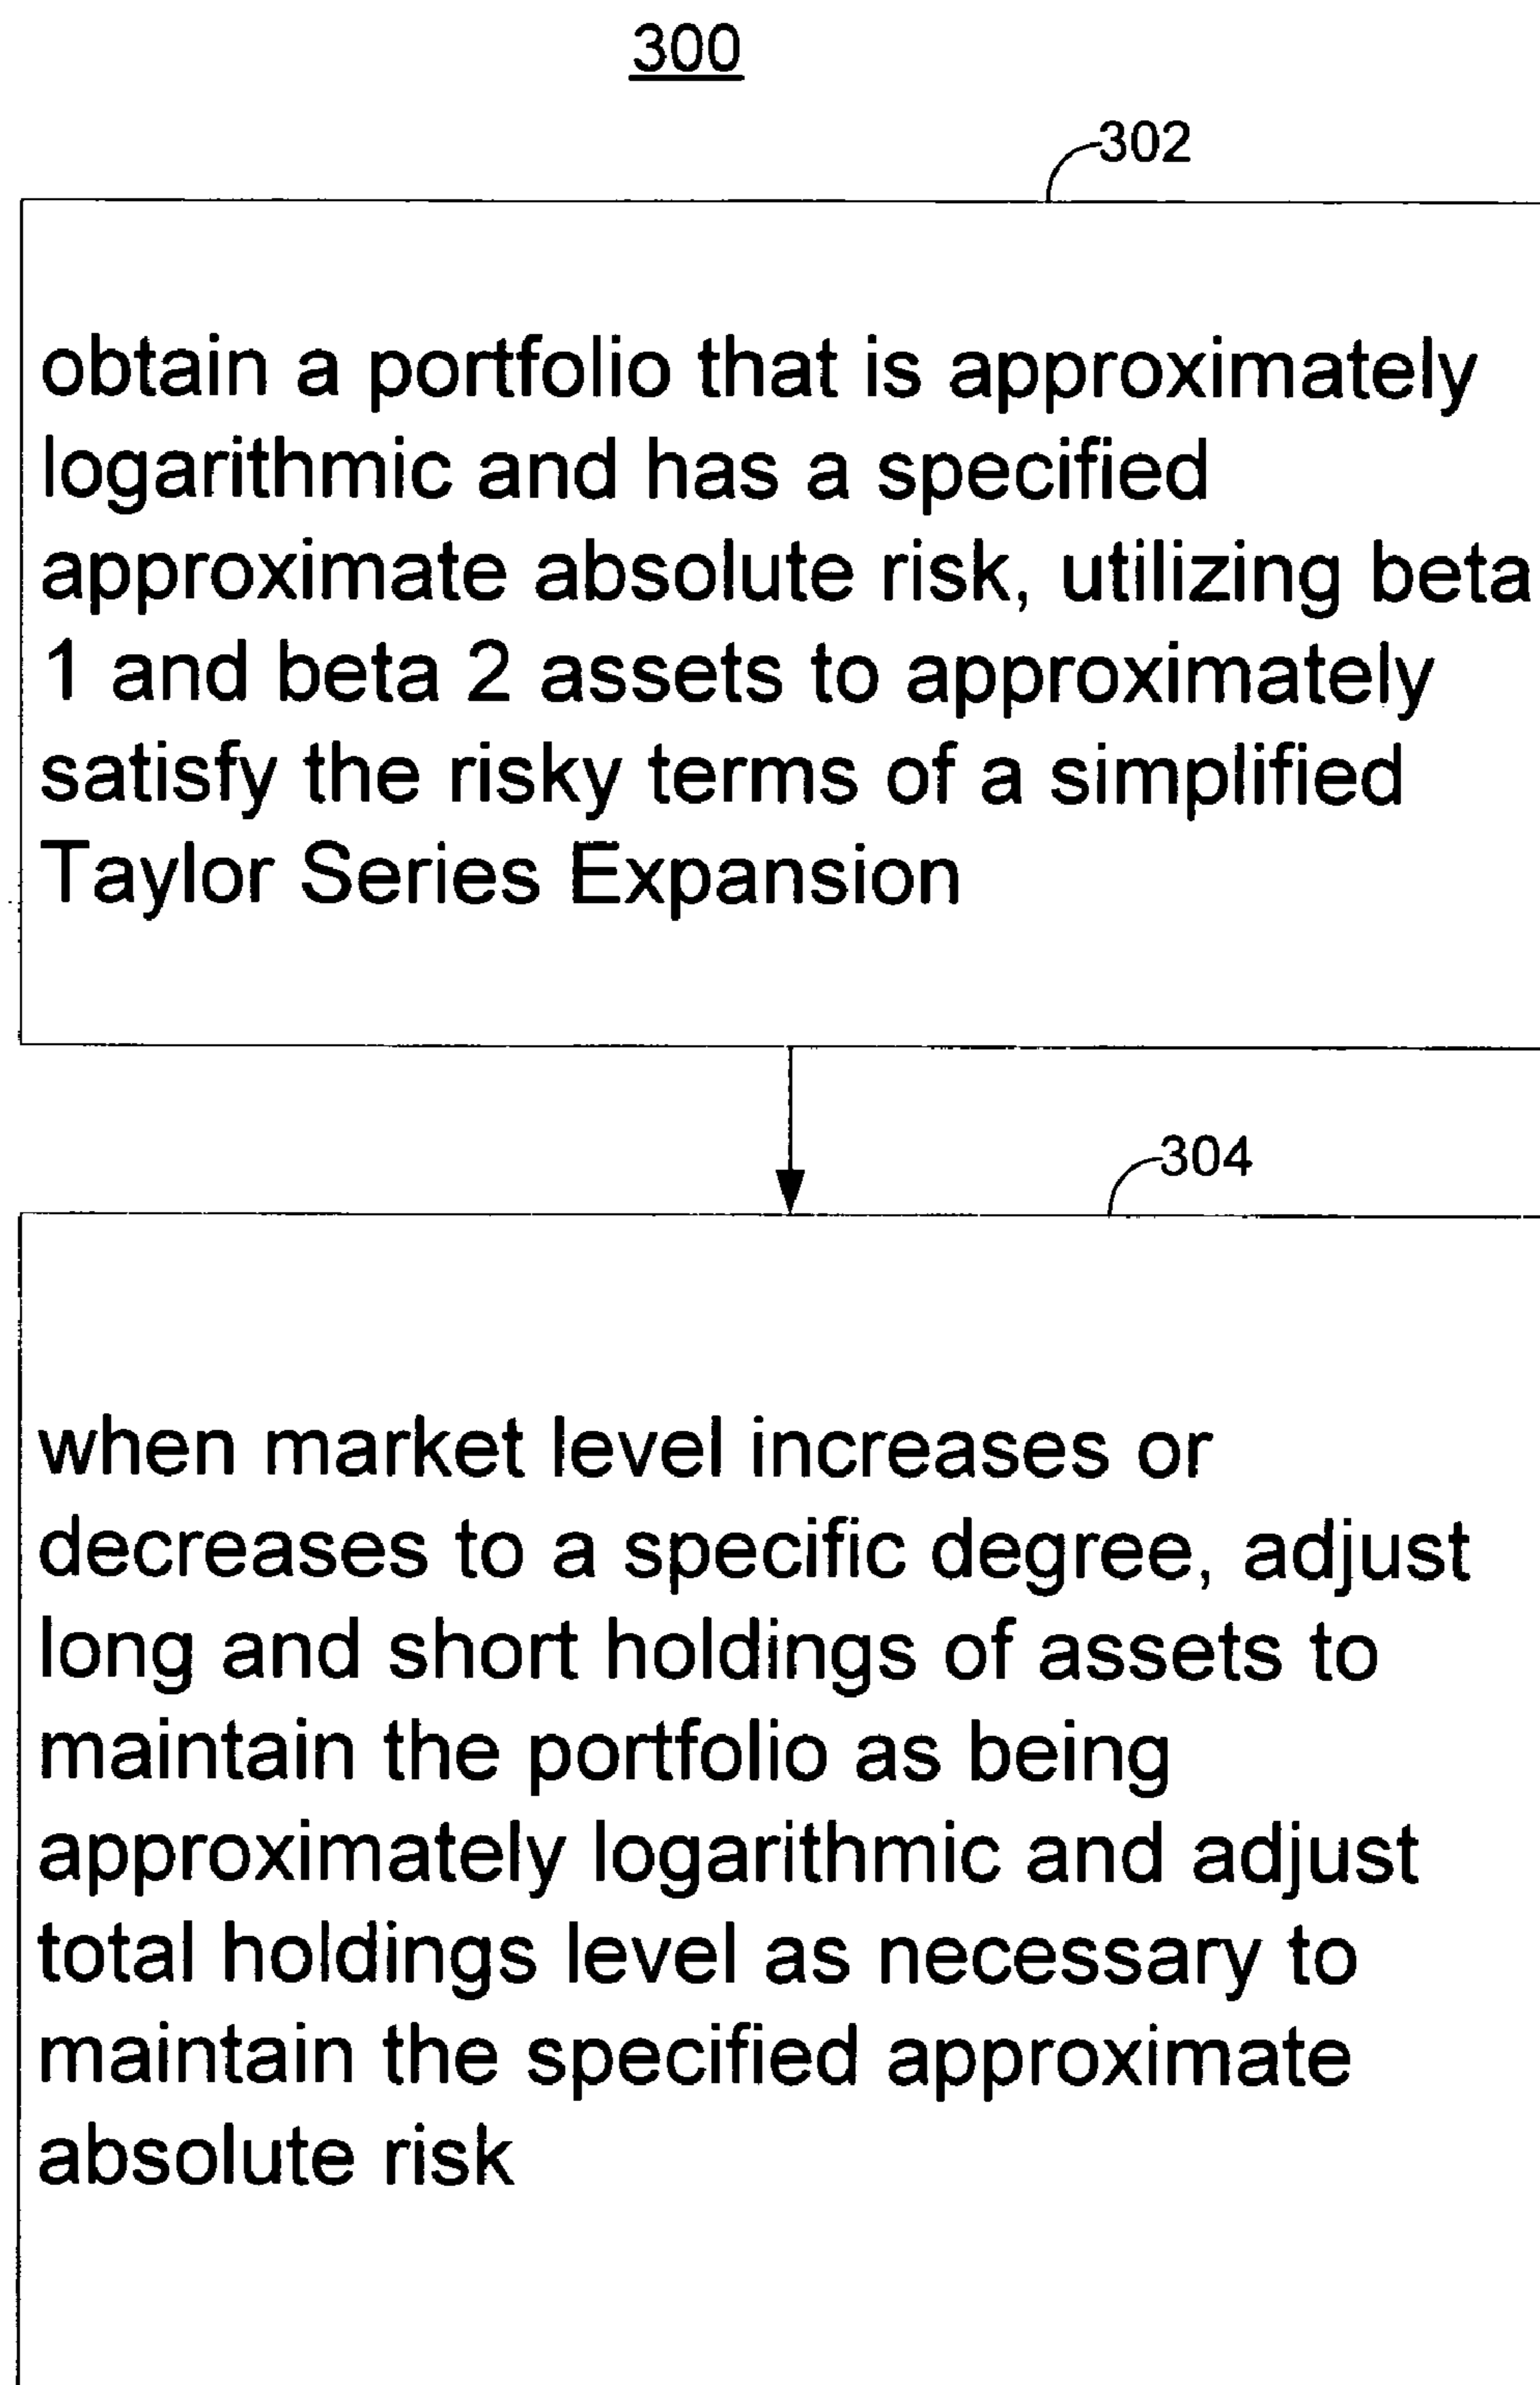 300
302
obtain a portfolio that is approximately
logarithmic and has a specified
approximate absolute risk, utilizing beta
1 and beta 2 assets to approximately
satisfy the risky terms of a simplified
Taylor Series Expansion
304
when market level increases or
decreases to a specific degree, adjust
long and short holdings of assets to
maintain the portfolio as being
approximately logarithmic and adjust
total holdings level as necessary to
maintain the specified approximate
absolute risk